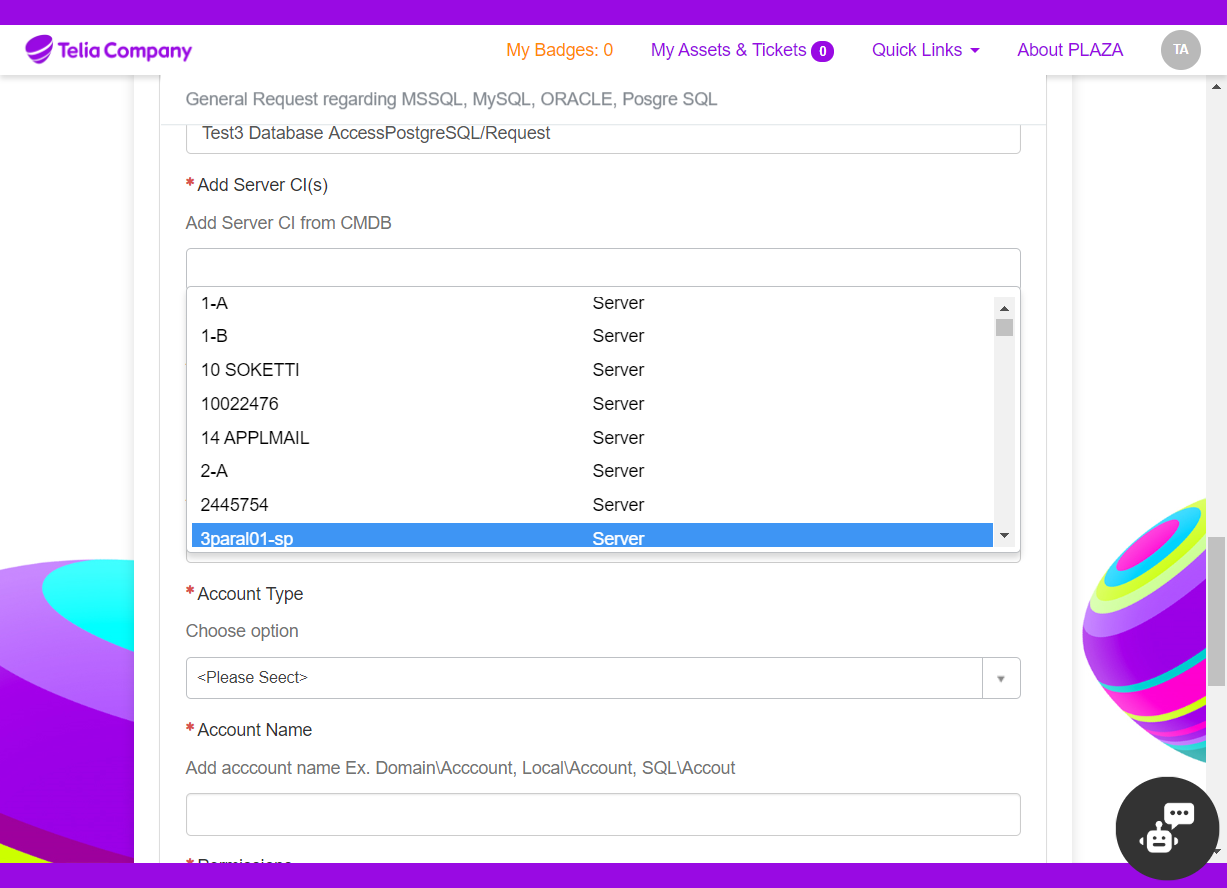 Telia Company
My Badges: 0
My Assets & Tickets 0
Quick Links
About PLAZA
TA
General Request regarding MSSQL, MySQL, ORACLE, Posgre SQL
Test3 Database AccessPostgreSQL/Request
* Add Server CI(s)
Add Server CI from CMDB
1-A Server
1-B Server
10 SOKETTI Server
10022476 Server
14 APPLMAIL Server
2-A Server
2445754 Server
3paral01-sp Server
* Account Type
Choose option
<Please Seect>
* Account Name
Add acccount name Ex. Domain\Acccount, Local\Account, SQL\Accout
* Permissions